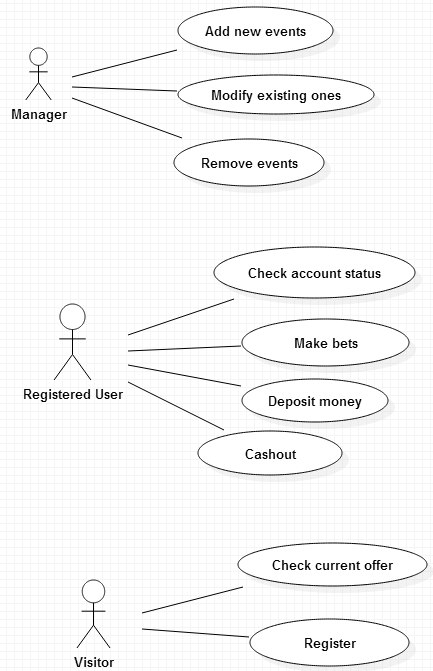 Add new events
Modify existing ones
Manager
Remove events
Check account status
Make bets
Registered User
Deposit money
Cashout
Check current offer
Register
Visitor